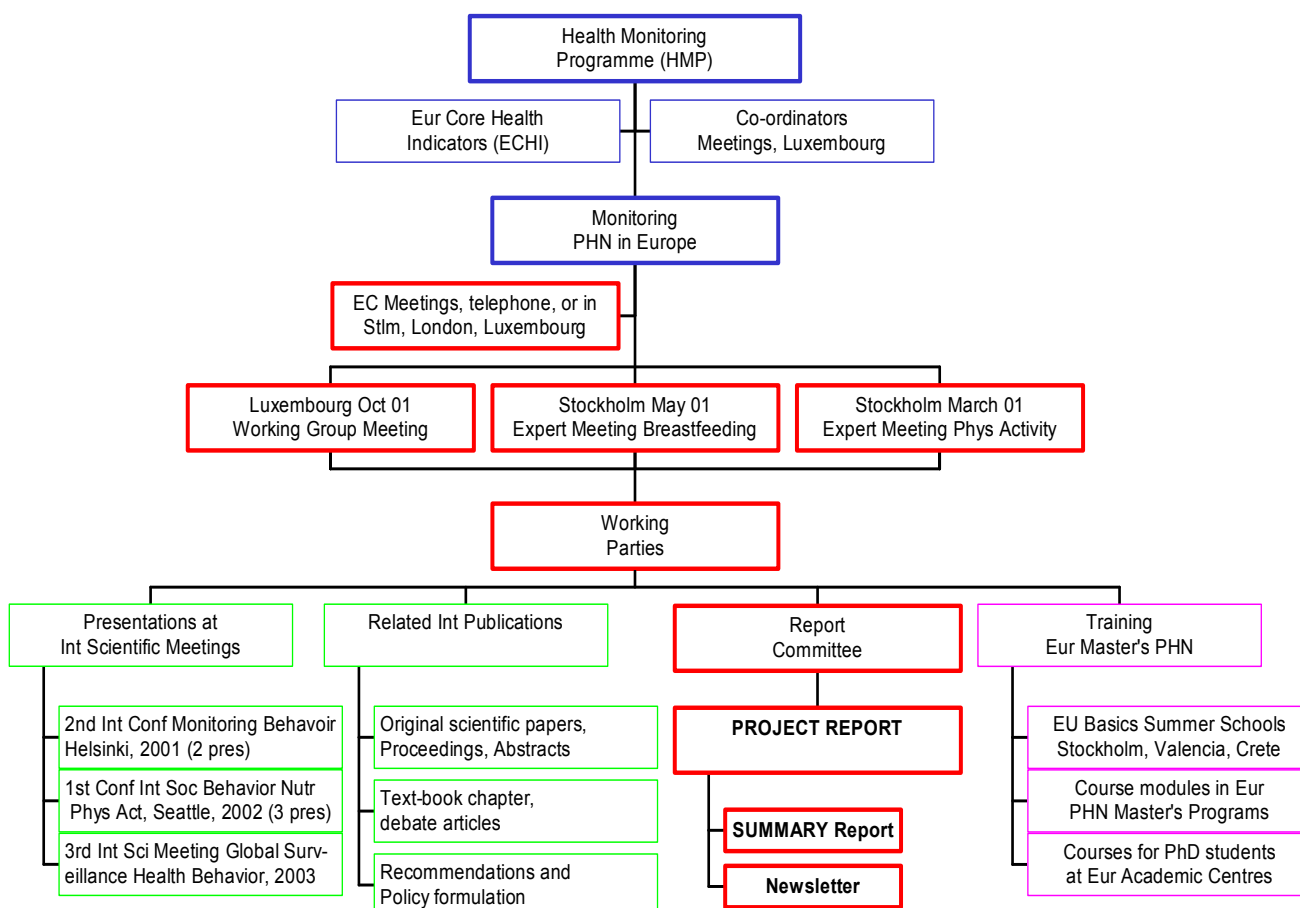 Health Monitoring
Programme (HMP)
Eur Core Health
Indicators (ECHI)
Co-ordinators
Meetings, Luxembourg
Monitoring
PHN in Europe
EC Meetings, telephone, or in
Stlm, London, Luxembourg
Luxembourg Oct 01
Working Group Meeting
Stockholm May 01
Expert Meeting Breastfeeding
Stockholm March 01
Expert Meeting Phys Activity
Working
Parties
Presentations at
Int Scientific Meetings
2nd Int Conf Monitoring Behavoir
Helsinki, 2001 (2 pres)
1st Conf Int Soc Behavior Nutr
Phys Act, Seattle, 2002 (3 pres)
3rd Int Sci Meeting Global Surv-
eillance Health Behavior, 2003
Related Int Publications
Original scientific papers,
Proceedings, Abstracts
Text-book chapter,
debate articles
Recommendations and
Policy formulation
Report
Committee
PROJECT REPORT
SUMMARY Report
Newsletter
Training
Eur Master's PHN
EU Basics Summer Schools
Stockholm, Valencia, Crete
Course modules in Eur
PHN Master's Programs
Courses for PhD students
at Eur Academic Centres